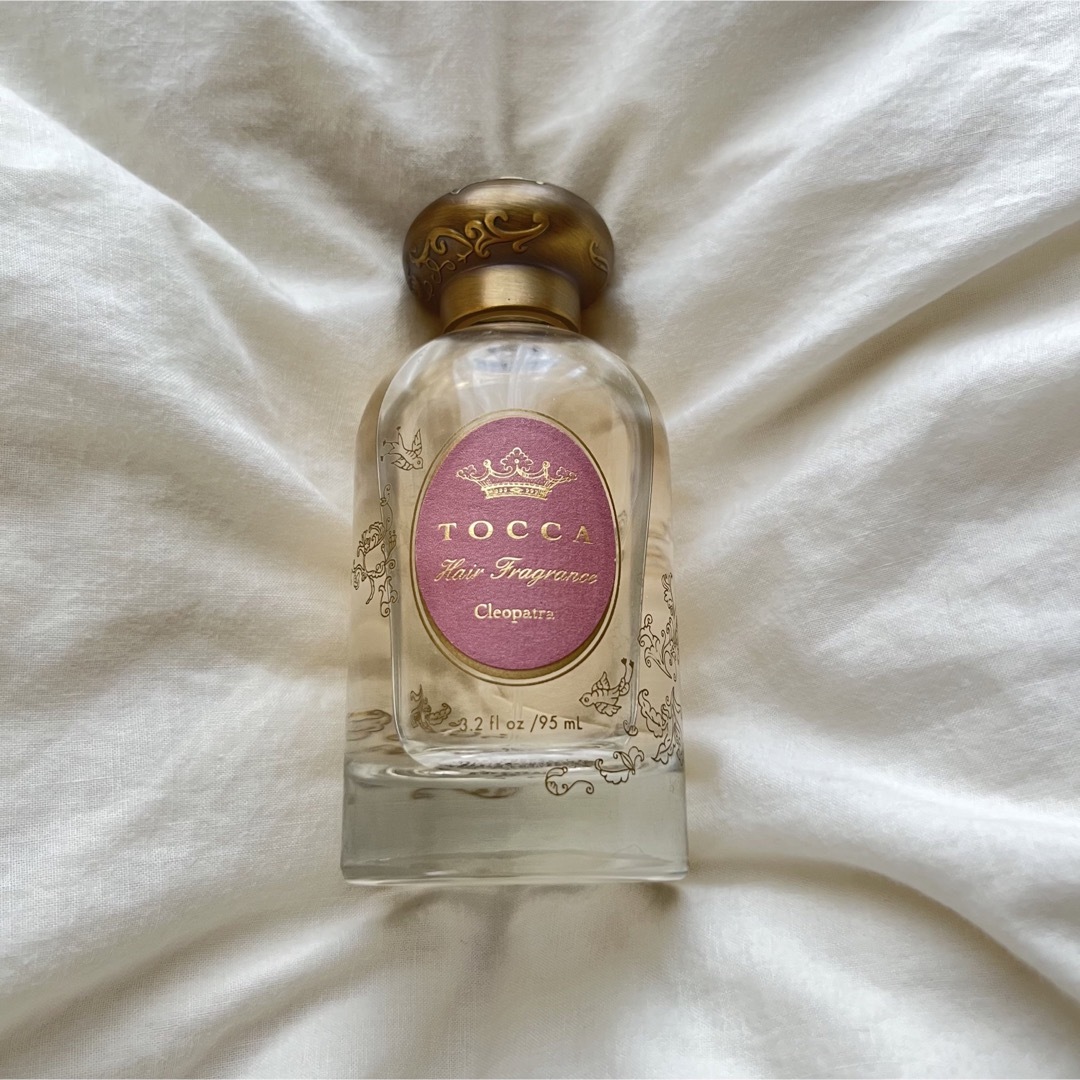 TOCCA
Hair Fragrance
Cleopatra
3.2 fl oz /95 mL